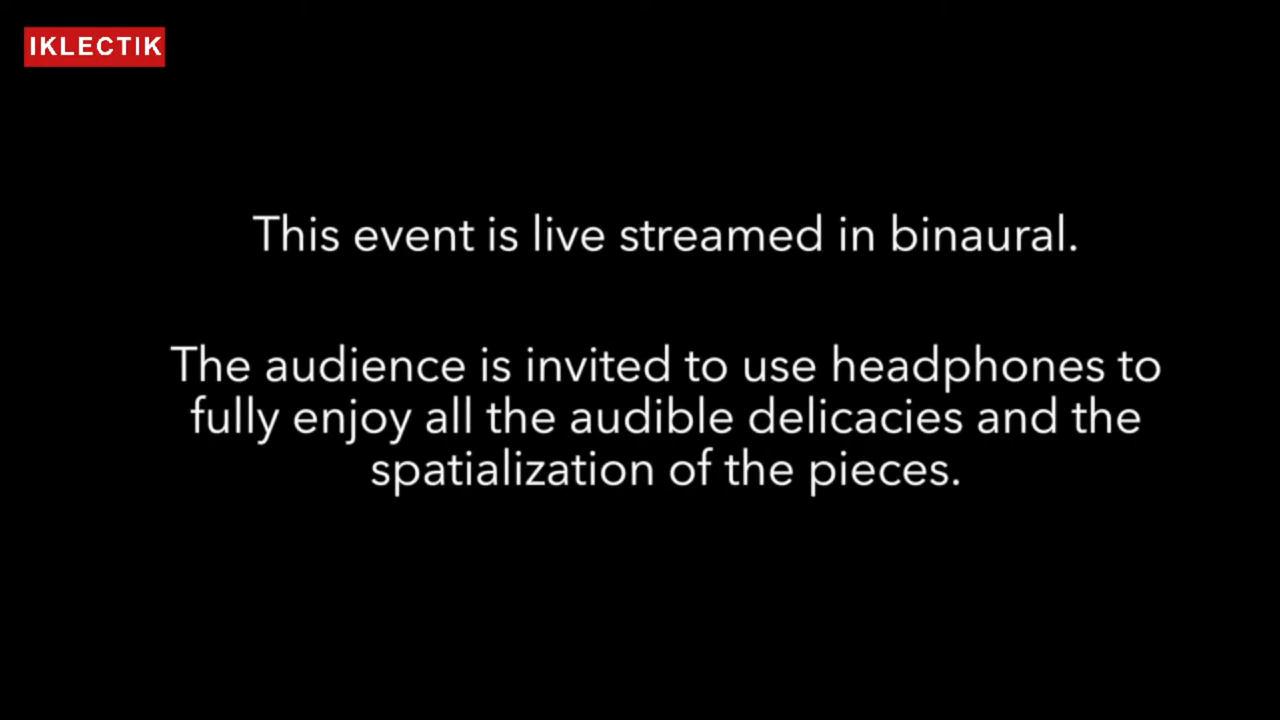 IKLECTIK
This event is live streamed in binaural.
The audience is invited to use headphones to
fully enjoy all the audible delicacies and the
spatialization of the pieces.